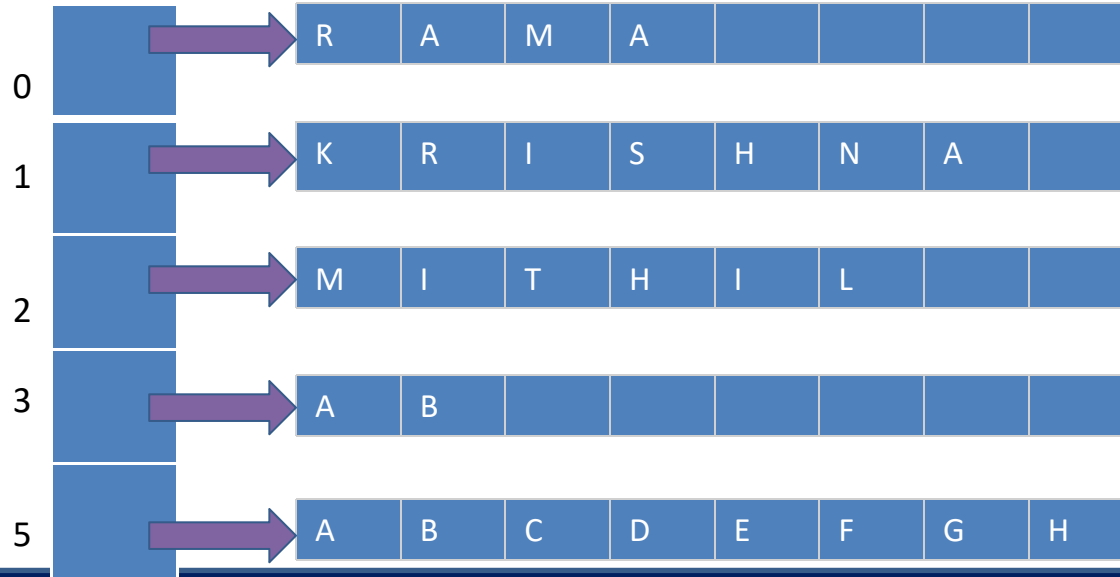 R A M A
0
K R I S H N A
1
M I T H I L
2
3
A B
5 A B C D E F G H